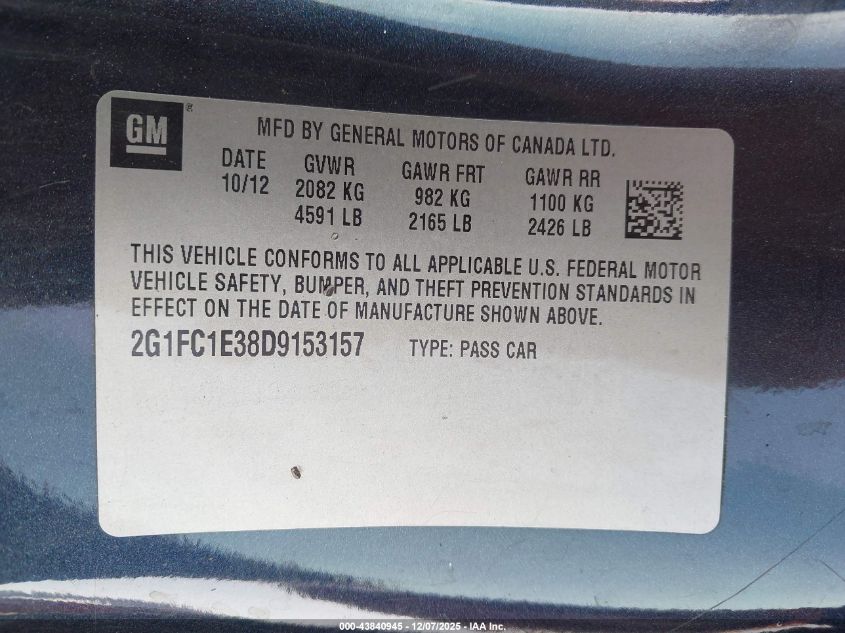 GM®
MFD BY GENERAL MOTORS OF CANADA LTD.
DATE GVWR GAWR FRT GAWR RR
10/12 2082 KG 982 KG 1100 KG
4591 LB 2165 LB 2426 LB
THIS VEHICLE CONFORMS TO ALL APPLICABLE U.S. FEDERAL MOTOR
VEHICLE SAFETY, BUMPER, AND THEFT PREVENTION STANDARDS IN
EFFECT ON THE DATE OF MANUFACTURE SHOWN ABOVE.
2G1FC1E38D9153157 TYPE: PASS CAR
000-43840945 - 12/07/2025 - IAA Inc.